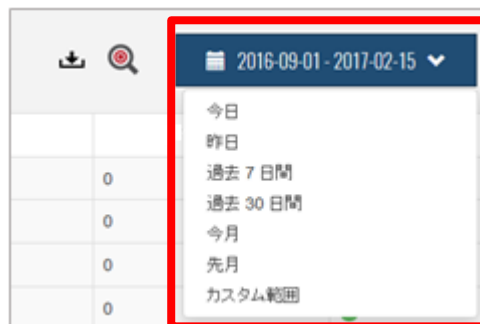 2016-09-01 - 2017-02-15
今日
昨日
0
過去 7 日間
過去 30 日間
0
今月
先月
0
カスタム範囲
0